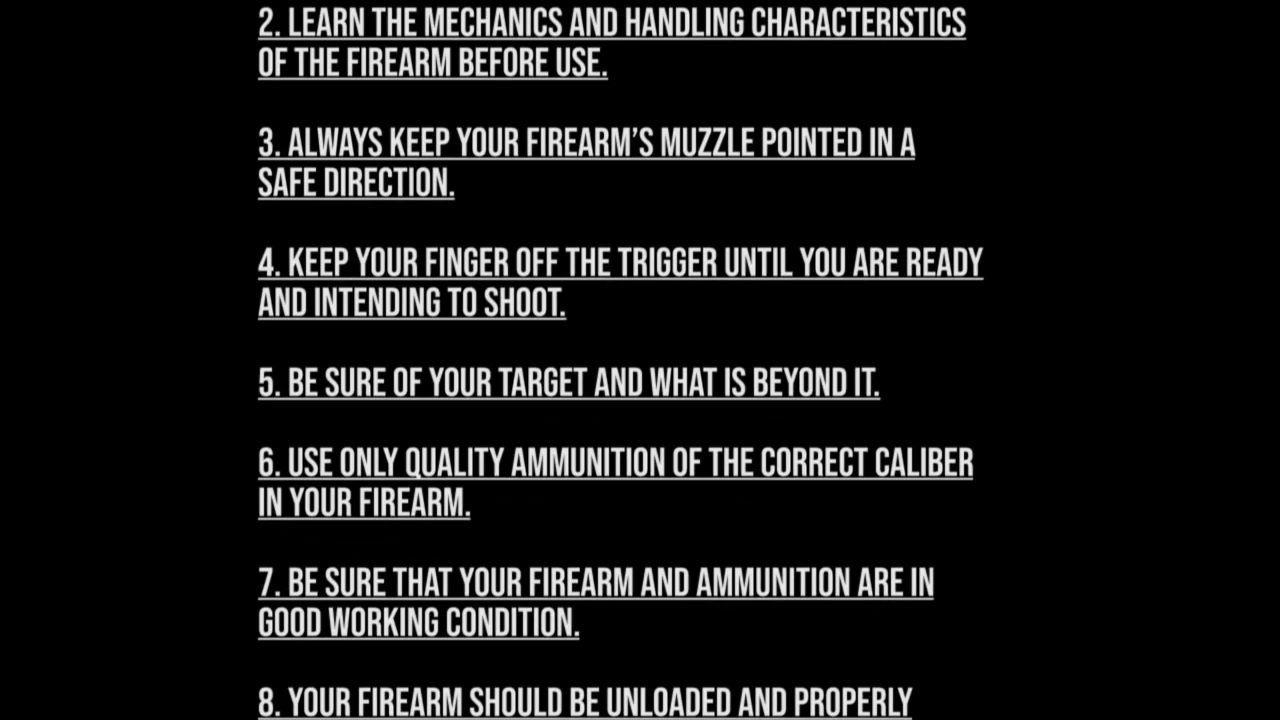 2. LEARN THE MECHANICS AND HANDLING CHARACTERISTICS
OF THE FIREARM BEFORE USE.
3. ALWAYS KEEP YOUR FIREARM'S MUZZLE POINTED IN A
SAFE DIRECTION.
4. KEEP YOUR FINGER OFF THE TRIGGER UNTIL YOU ARE READY
AND INTENDING TO SHOOT.
5. BE SURE OF YOUR TARGET AND WHAT IS BEYOND IT.
6. USE ONLY QUALITY AMMUNITION OF THE CORRECT CALIBER
IN YOUR FIREARM.
7. BE SURE THAT YOUR FIREARM AND AMMUNITION ARE IN
GOOD WORKING CONDITION.
8. YOUR FIREARM SHOULD BE UNLOADED AND PROPERLY